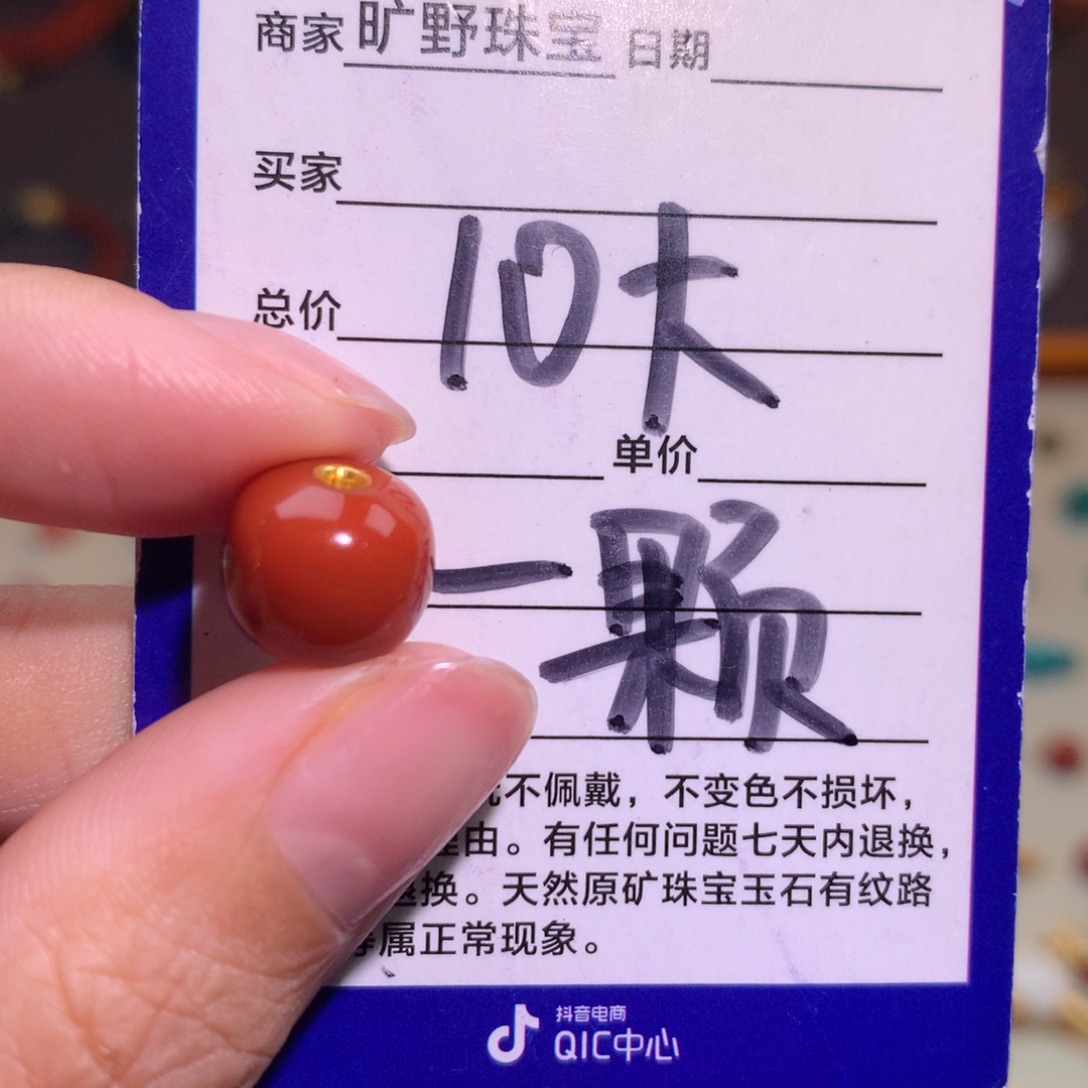 商家 旷野珠宝 日期
买家
10大
总价
单价
一颗
不佩戴，不变色不损坏，
由。有任何问题七天内退换，
退换。天然原矿珠宝玉石有纹路
等属正常现象。
抖音电商
QIC中心